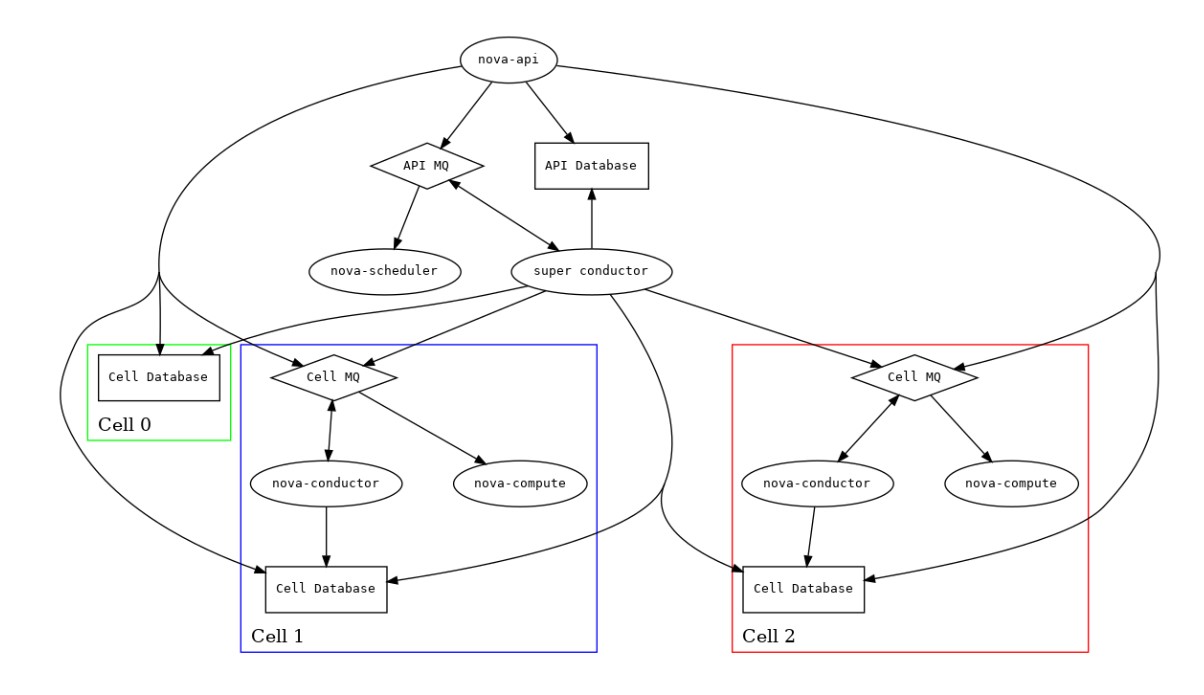 nova-api
API MQ
API Database
nova-scheduler
super conductor
Cell Database
Cell 0
Cell MQ
nova-conductor
nova-compute
Cell Database
Cell 1
Cell MQ
nova-conductor
nova-compute
Cell Database
Cell 2